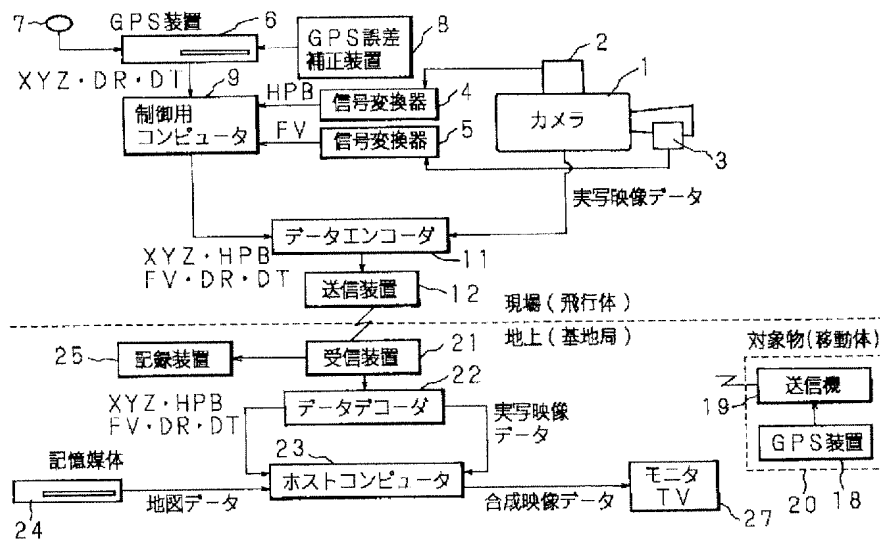 7
GPS装置
6
GPS誤差
補正装置
8
2
1
XYZ・DR・DT
9
HPB
信号変換器
4
カメラ
制御用
コンピュータ
FV
信号変換器
5
3
実写映像データ
XYZ・HPB
FV・DR・DT
データエンコーダ
11
送信装置
12
現場(飛行体)
地上(基地局)
25
記録装置
受信装置
21
対象物(移動体)
22
XYZ・HPB
FV・DR・DT
データデコーダ
実写映像
データ
送信機
19
23
GPS装置
記憶媒体
ホストコンピュータ
モニタ
TV
20
18
24
地図データ
合成映像データ
27